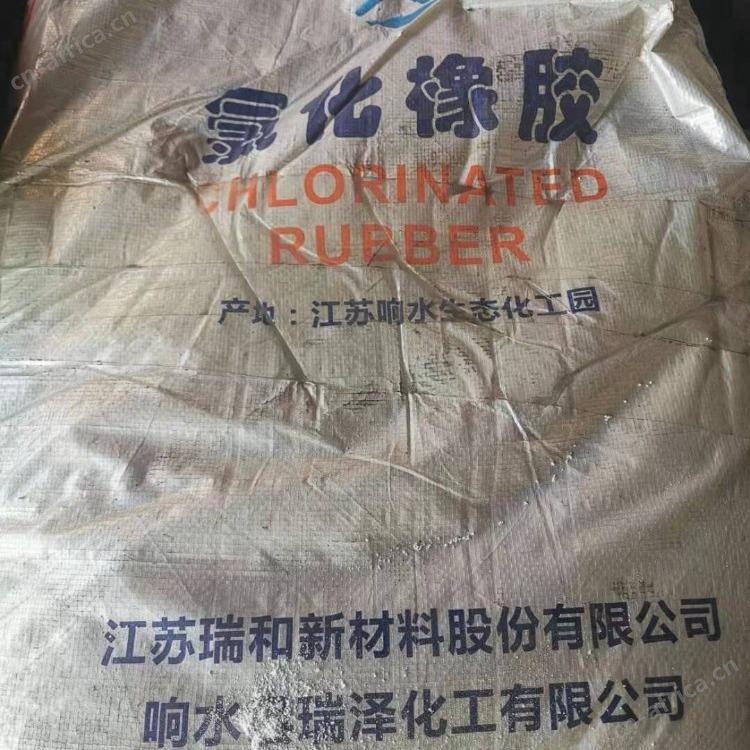 氯化橡胶
CHLORINATED
RUBBER
产地:江苏响水生态化工园
江苏瑞和新材料股份有限公司
响水 瑞泽化工有限公司